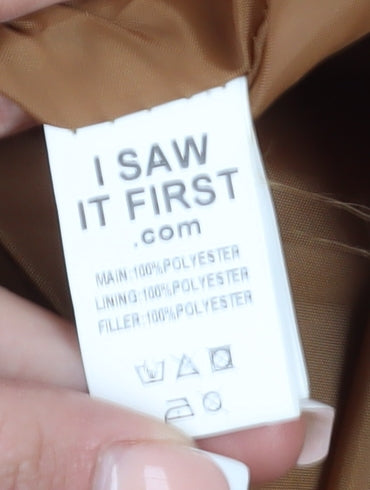 I SAW
IT FIRST
.com
MAIN:100%POLYESTER
LINING:100%POLYESTER
FILLER:100%POLYESTER